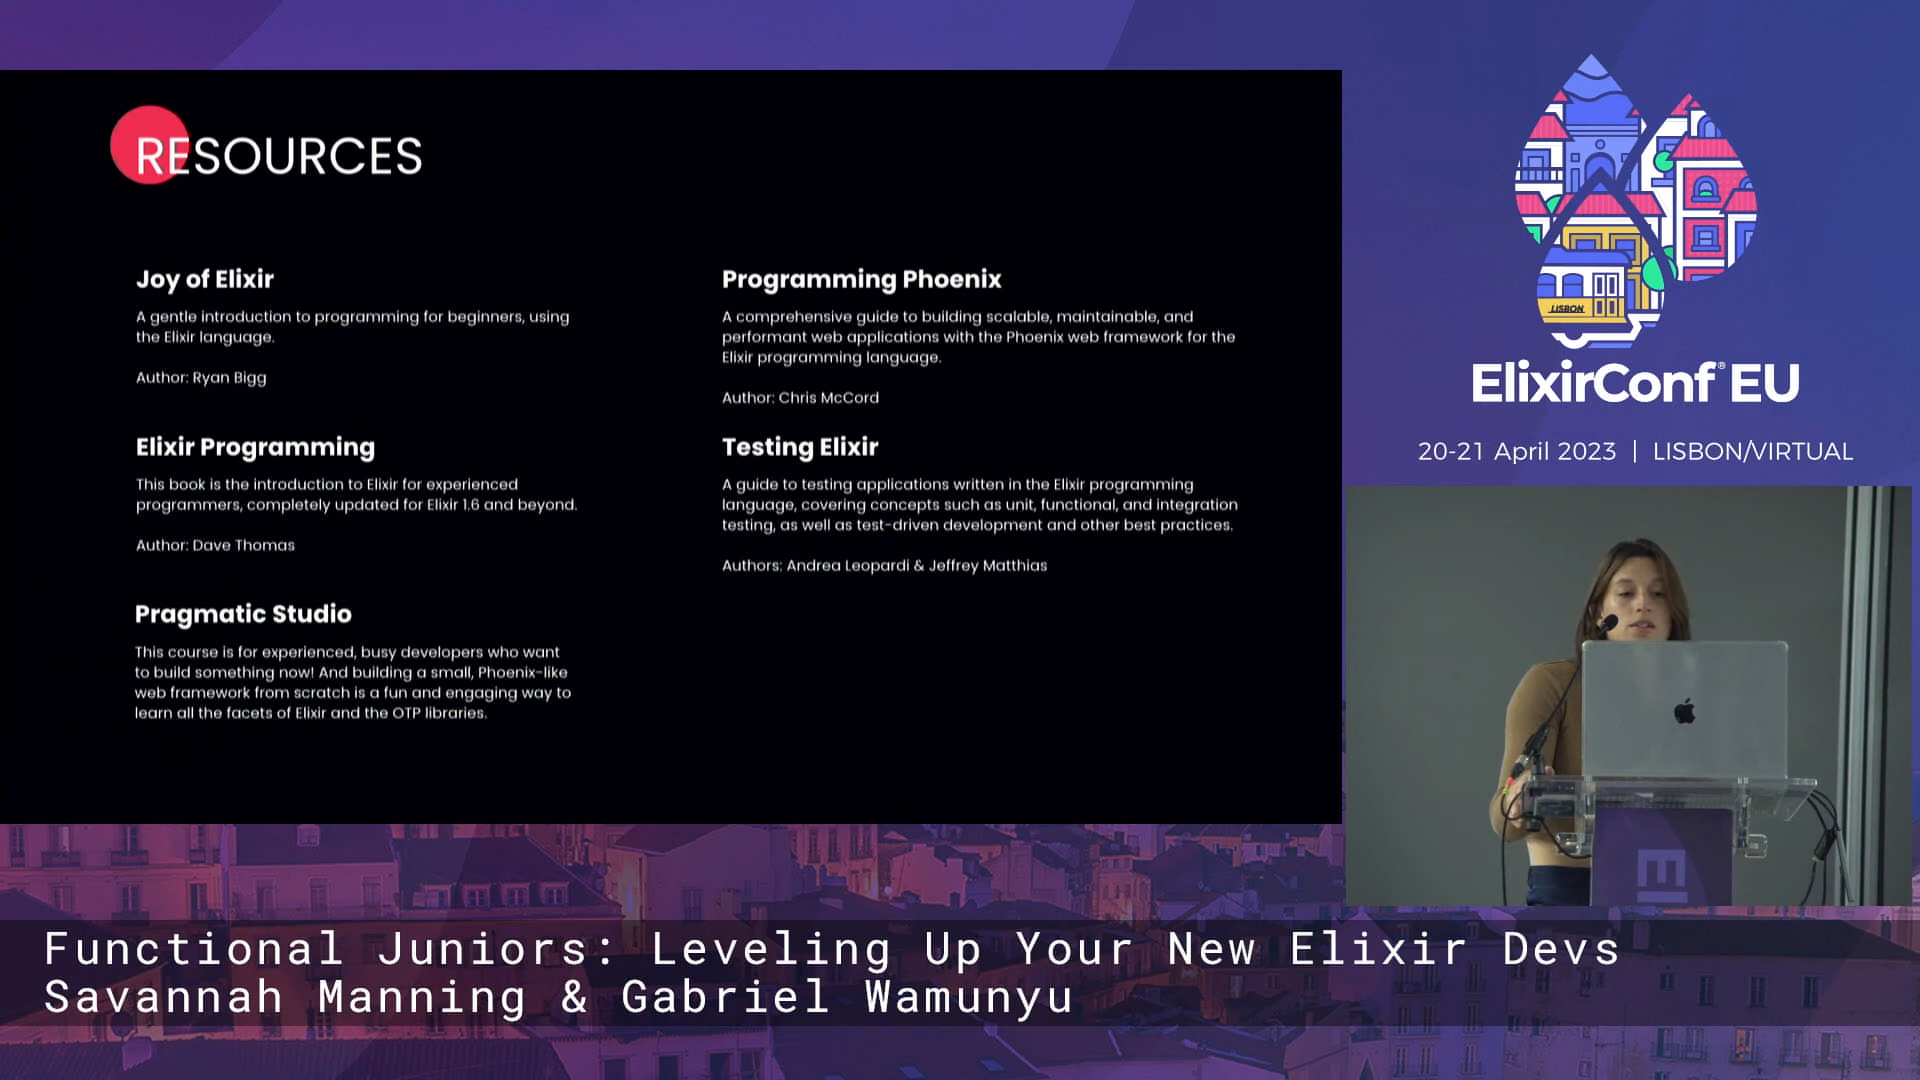 RESOURCES
Joy of Elixir
A gentle introduction to programming for beginners, using
the Elixir language.
Author: Ryan Bigg
Elixir Programming
This book is the introduction to Elixir for experienced
programmers, completely updated for Elixir 1.6 and beyond.
Author: Dave Thomas
Pragmatic Studio
This course is for experienced, busy developers who want
to build something now! And building a small, Phoenix-like
web framework from scratch is a fun and engaging way to
learn all the facets of Elixir and the OTP libraries.
Programming Phoenix
A comprehensive guide to building scalable, maintainable, and
performant web applications with the Phoenix web framework for the
Elixir programming language.
Author: Chris McCord
Testing Elixir
A guide to testing applications written in the Elixir programming
language, covering concepts such as unit, functional, and integration
testing, as well as test-driven development and other best practices.
Authors: Andrea Leopardi & Jeffrey Matthias
LISBON
ElixirConf® EU
20-21 April 2023 | LISBON/VIRTUAL
El
Functional Juniors: Leveling Up Your New Elixir Devs
Savannah Manning & Gabriel Wamunyu